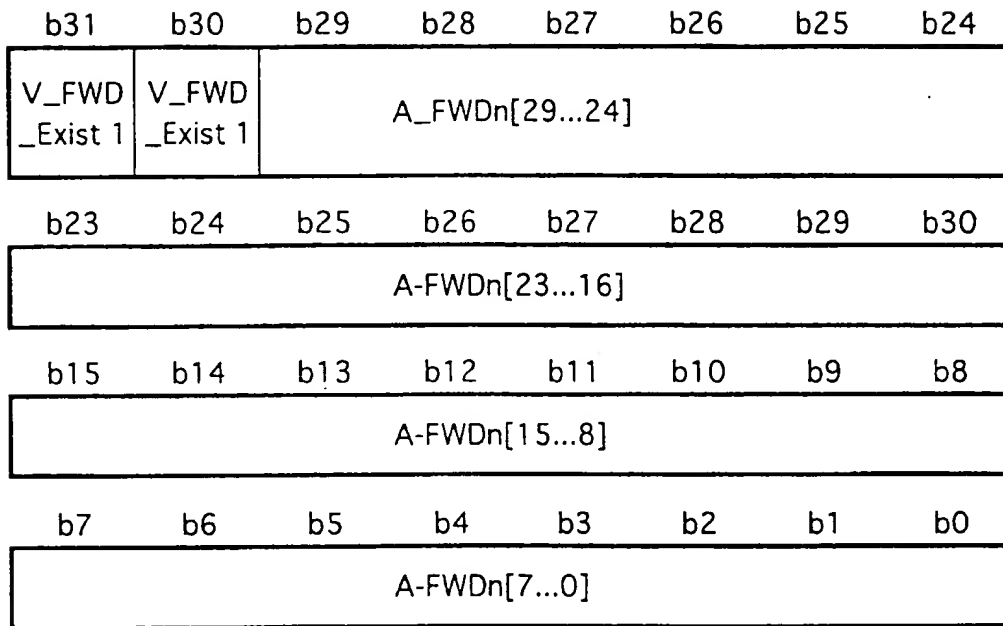 b31 b30 b29 b28 b27 b26 b25 b24
V_FWD V_FWD A_FWDn[29...24]
_Exist 1 _Exist 1
b23 b24 b25 b26 b27 b28 b29 b30
A-FWDn[23...16]
b15 b14 b13 b12 b11 b10 b9 b8
A-FWDn[15...8]
b7 b6 b5 b4 b3 b2 b1 b0
A-FWDn[7...0]